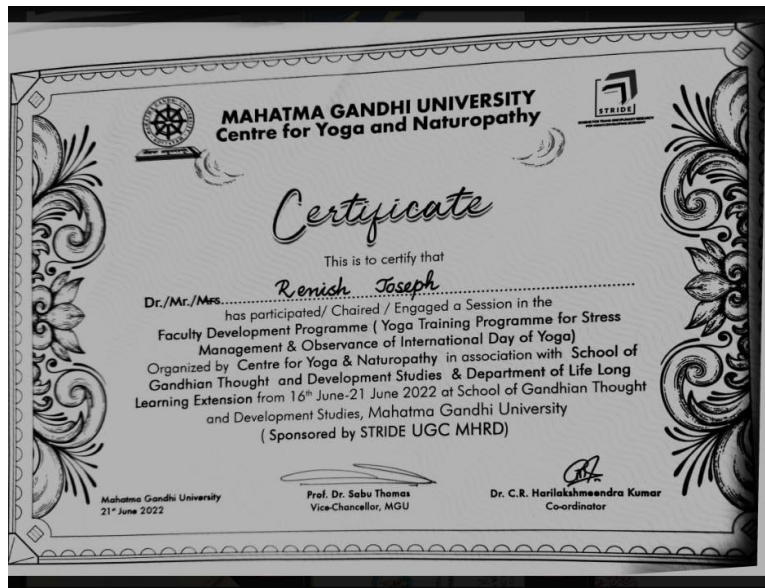 MAHATMA GANDHI UNIVERSITY
Centre for Yoga and Naturopathy
STRIDE
Certificate
This is to certify that
Dr./Mr./Mrs. Renish Joseph
has participated/ Chaired / Engaged a Session in the
Faculty Development Programme ( Yoga Training Programme for Stress
Management & Observance of International Day of Yoga)
Organized by Centre for Yoga & Naturopathy in association with School of
Gandhian Thought and Development Studies & Department of Life Long
Learning Extension from 16th June-21 June 2022 at School of Gandhian Thought
and Development Studies, Mahatma Gandhi University
( Sponsored by STRIDE UGC MHRD)
Mahatma Gandhi University
21st June 2022
Prof. Dr. Sabu Thomas
Vice-Chancellor, MGU
Dr. C.R. Harilakshmeendra Kumar
Co-ordinator